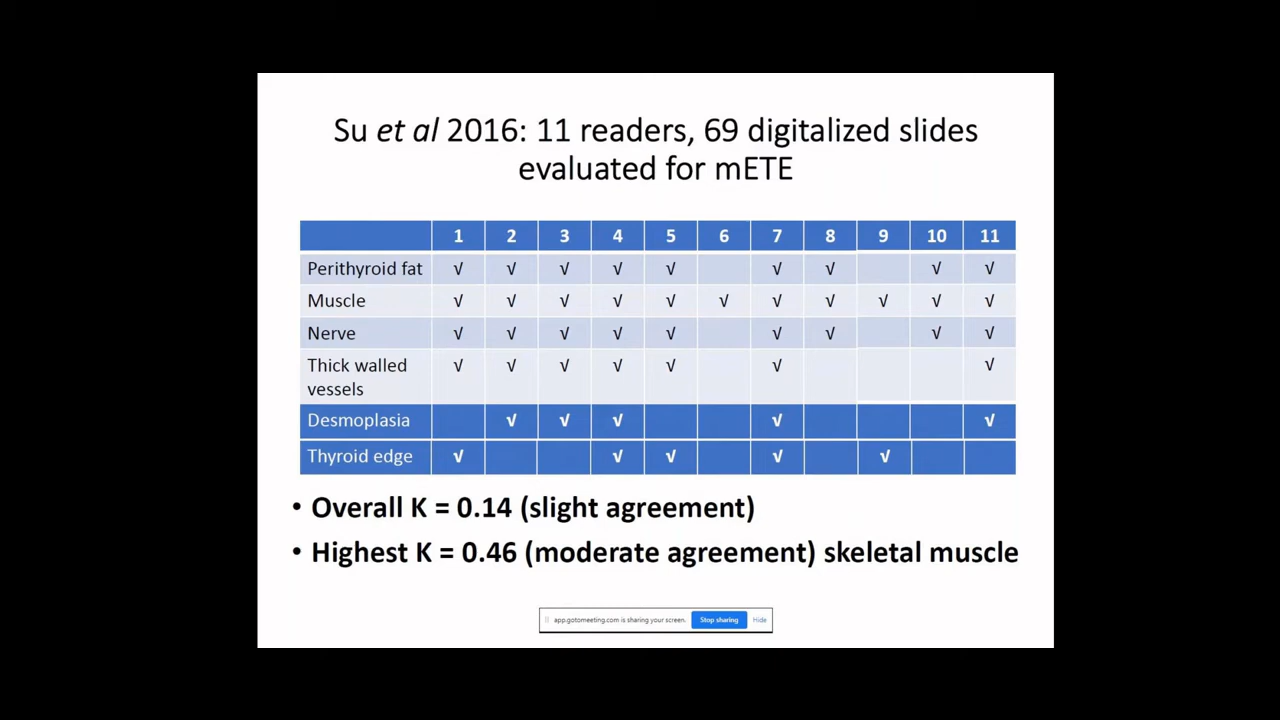 Su et al 2016: 11 readers, 69 digitalized slides
evaluated for mETE
1 2 3 4 5 6 7 8 9 10 11
Perithyroid fat √ √ √ √ √ √ √ √ √
Muscle √ √ √ √ √ √ √ √ √ √ √
Nerve √ √ √ √ √ √ √ √ √
Thick walled √ √ √ √ √ √ √
vessels
Desmoplasia √ √ √ √ √
Thyroid edge √ √ √ √ √
• Overall K = 0.14 (slight agreement)
• Highest K = 0.46 (moderate agreement) skeletal muscle
app.gotomeeting.com is sharing your screen. Stop sharing Hide